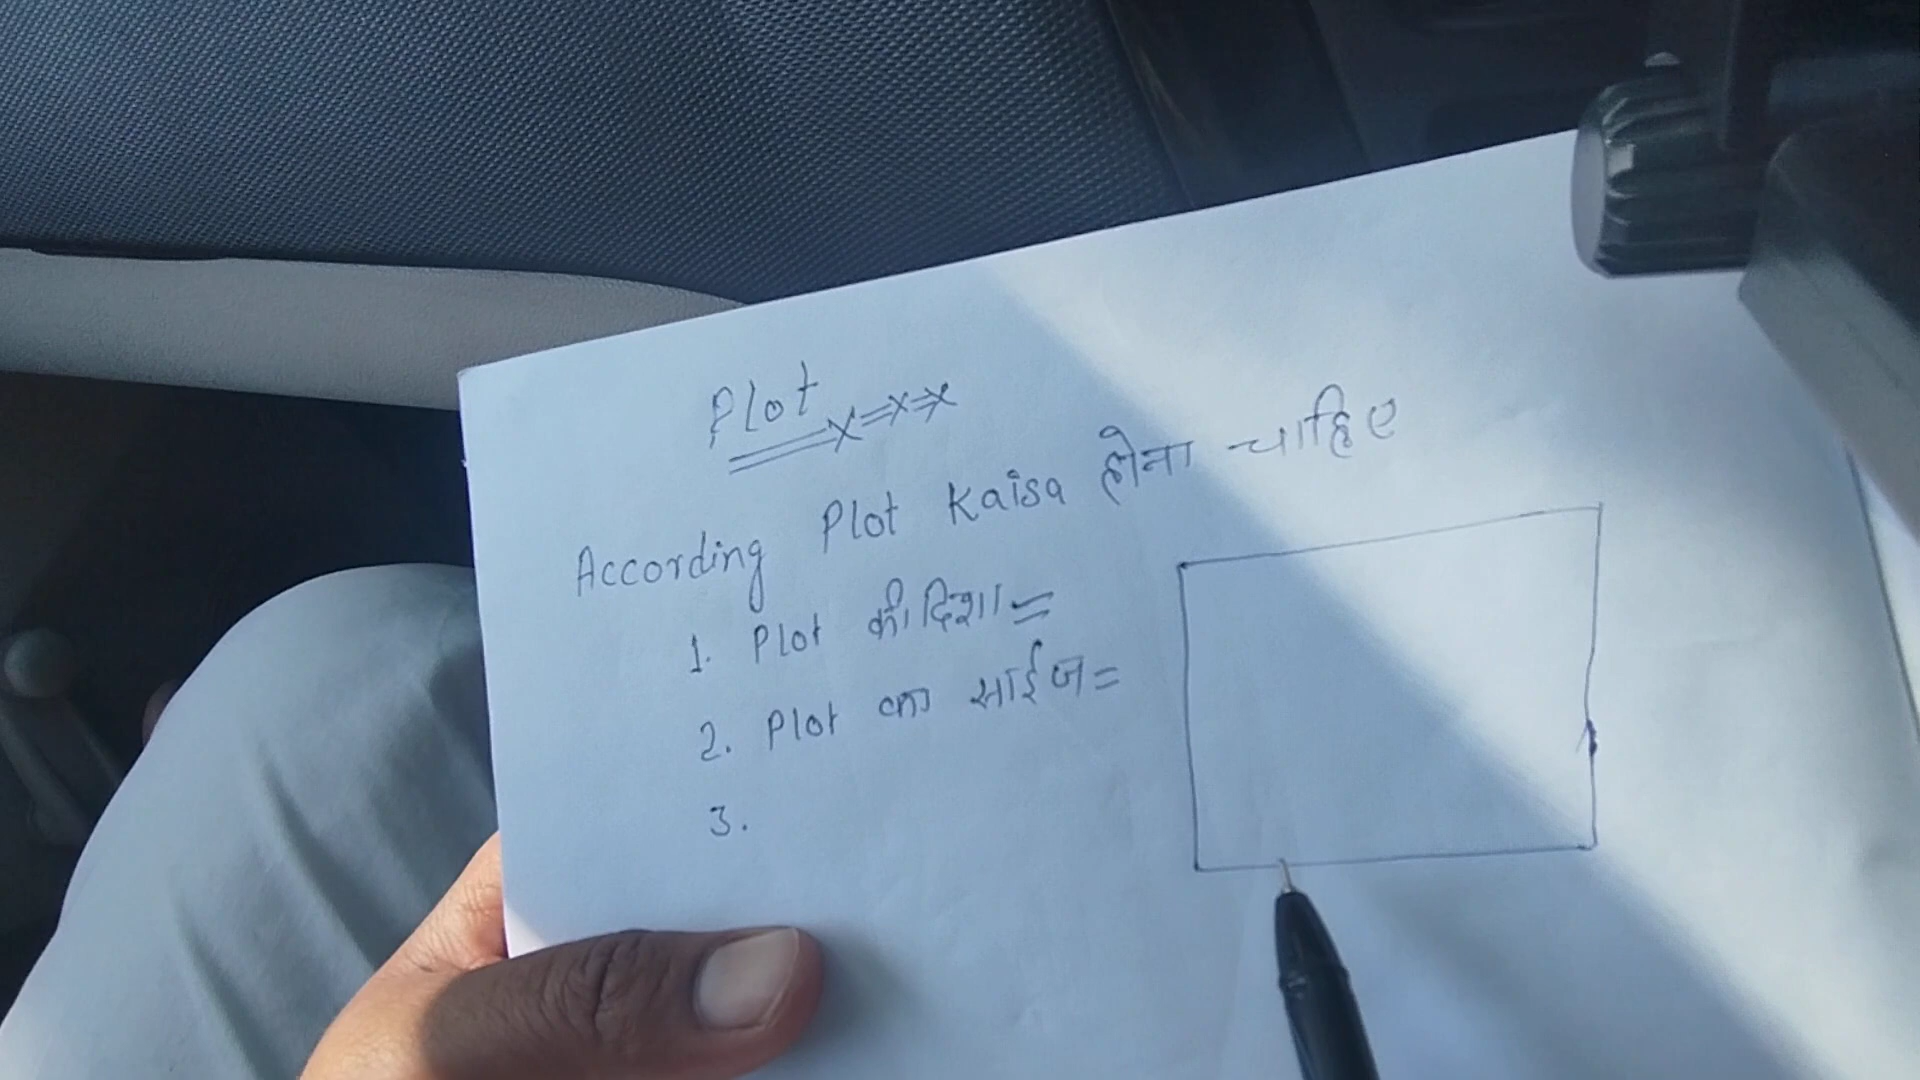 Plot
According Plot Kaisa होना चाहिए
1. Plot की दिशा =
2. Plot का साईज =
3.